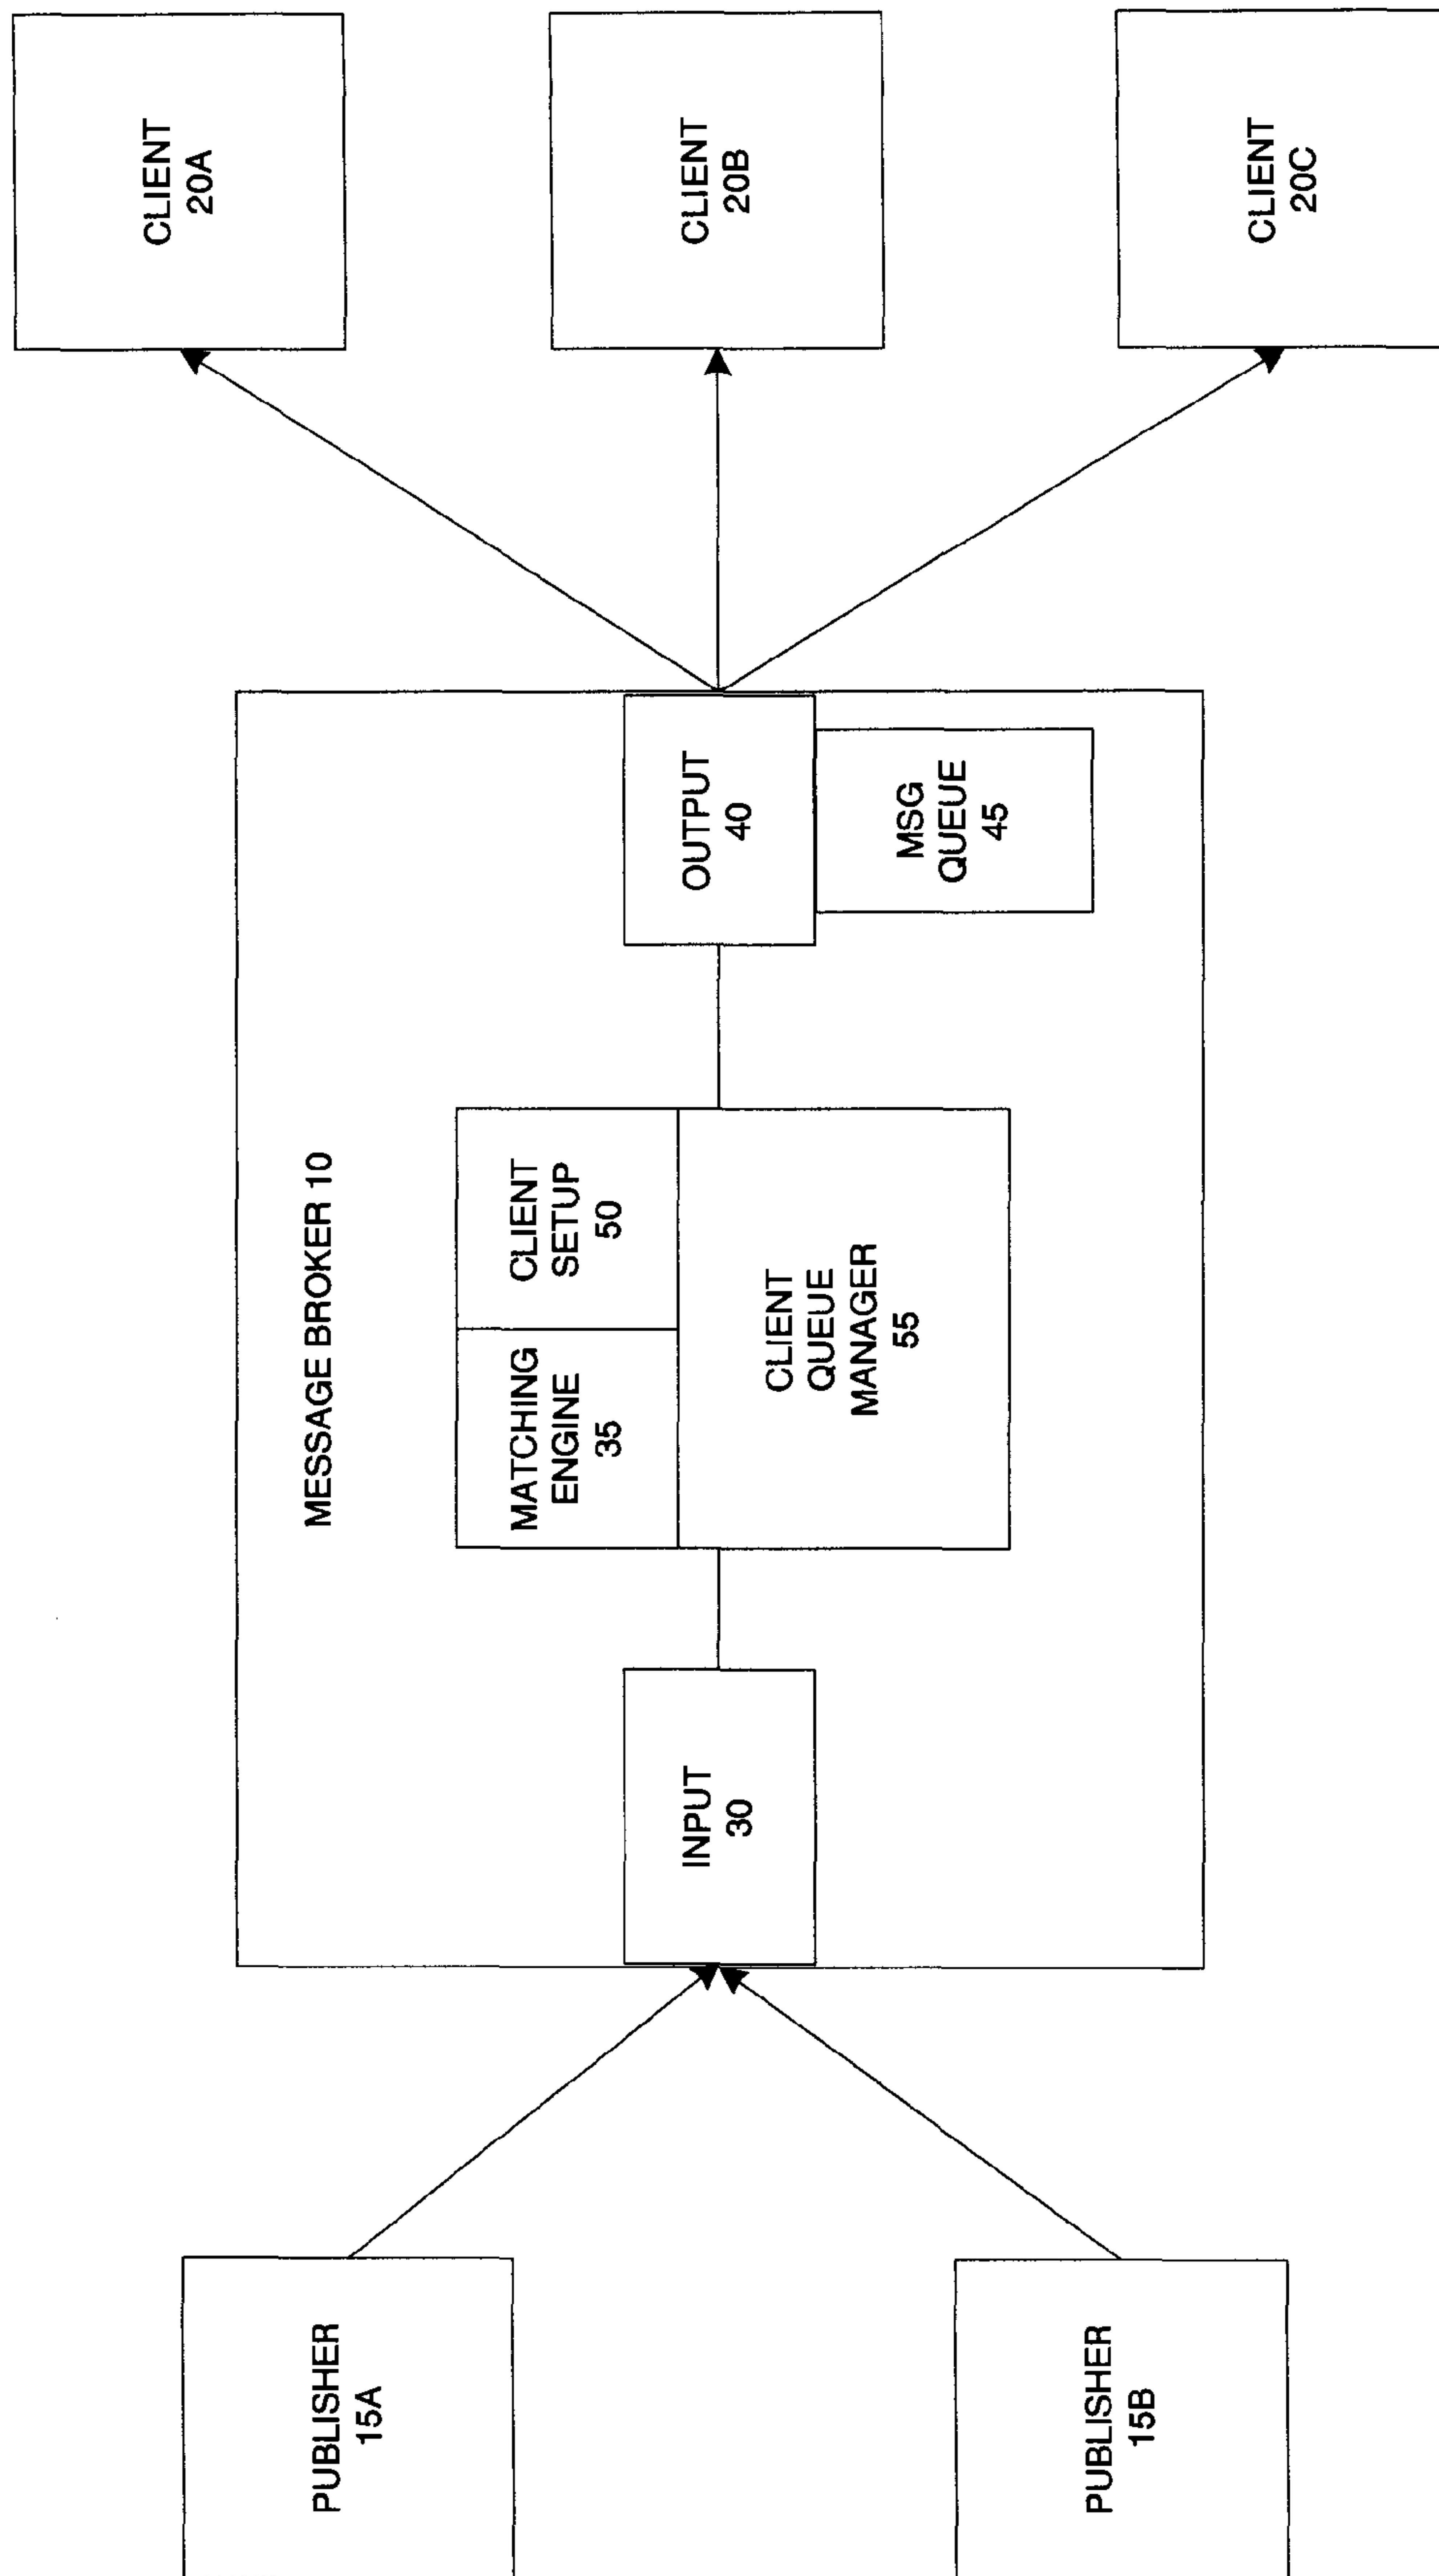 PUBLISHER
15A
PUBLISHER
15B
MESSAGE BROKER 10
INPUT
30
MATCHING
ENGINE
35
CLIENT
SETUP
50
CLIENT
QUEUE
MANAGER
55
OUTPUT
40
MSG
QUEUE
45
CLIENT
20A
CLIENT
20B
CLIENT
20C